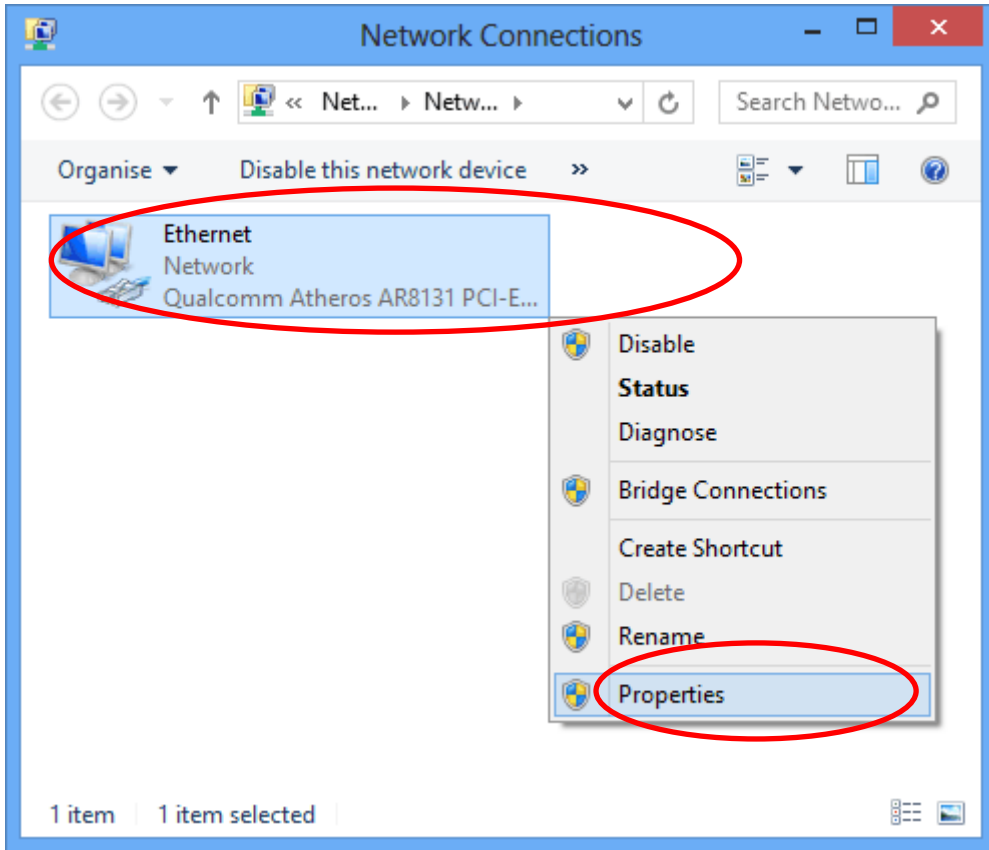 Network Connections
« Net... Netw...
Search Netwo...
Organise
Disable this network device
»
Ethernet
Network
Qualcomm Atheros AR8131 PCI-E...
Disable
Status
Diagnose
Bridge Connections
Create Shortcut
Delete
Rename
Properties
1 item 1 item selected